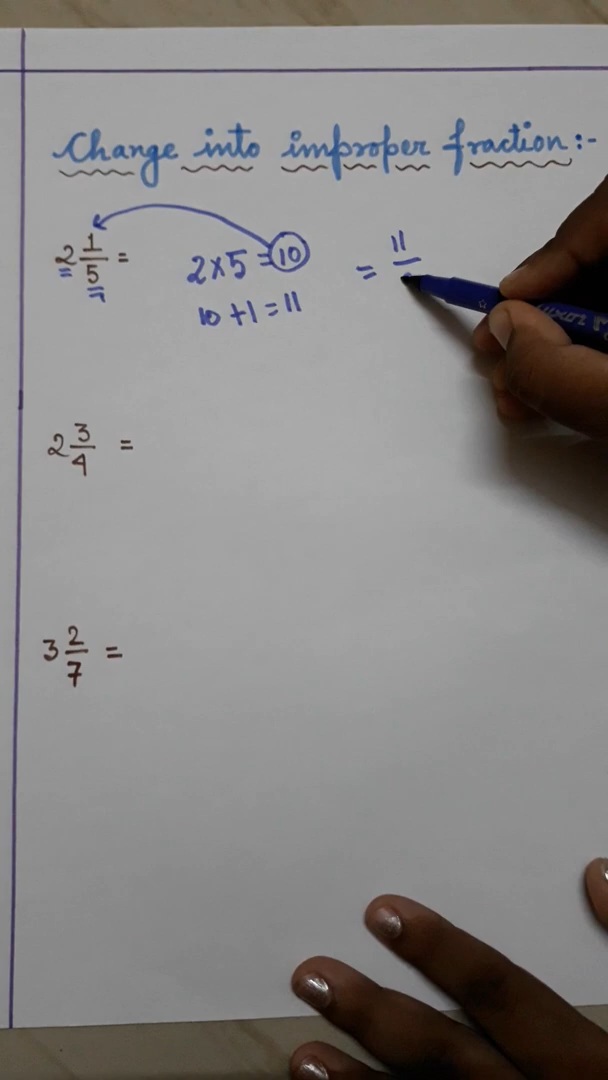 Change into improper fraction:-
2 1/5 = 2×5=10 = 11/
10+1=11
2 3/4 =
3 2/7 =